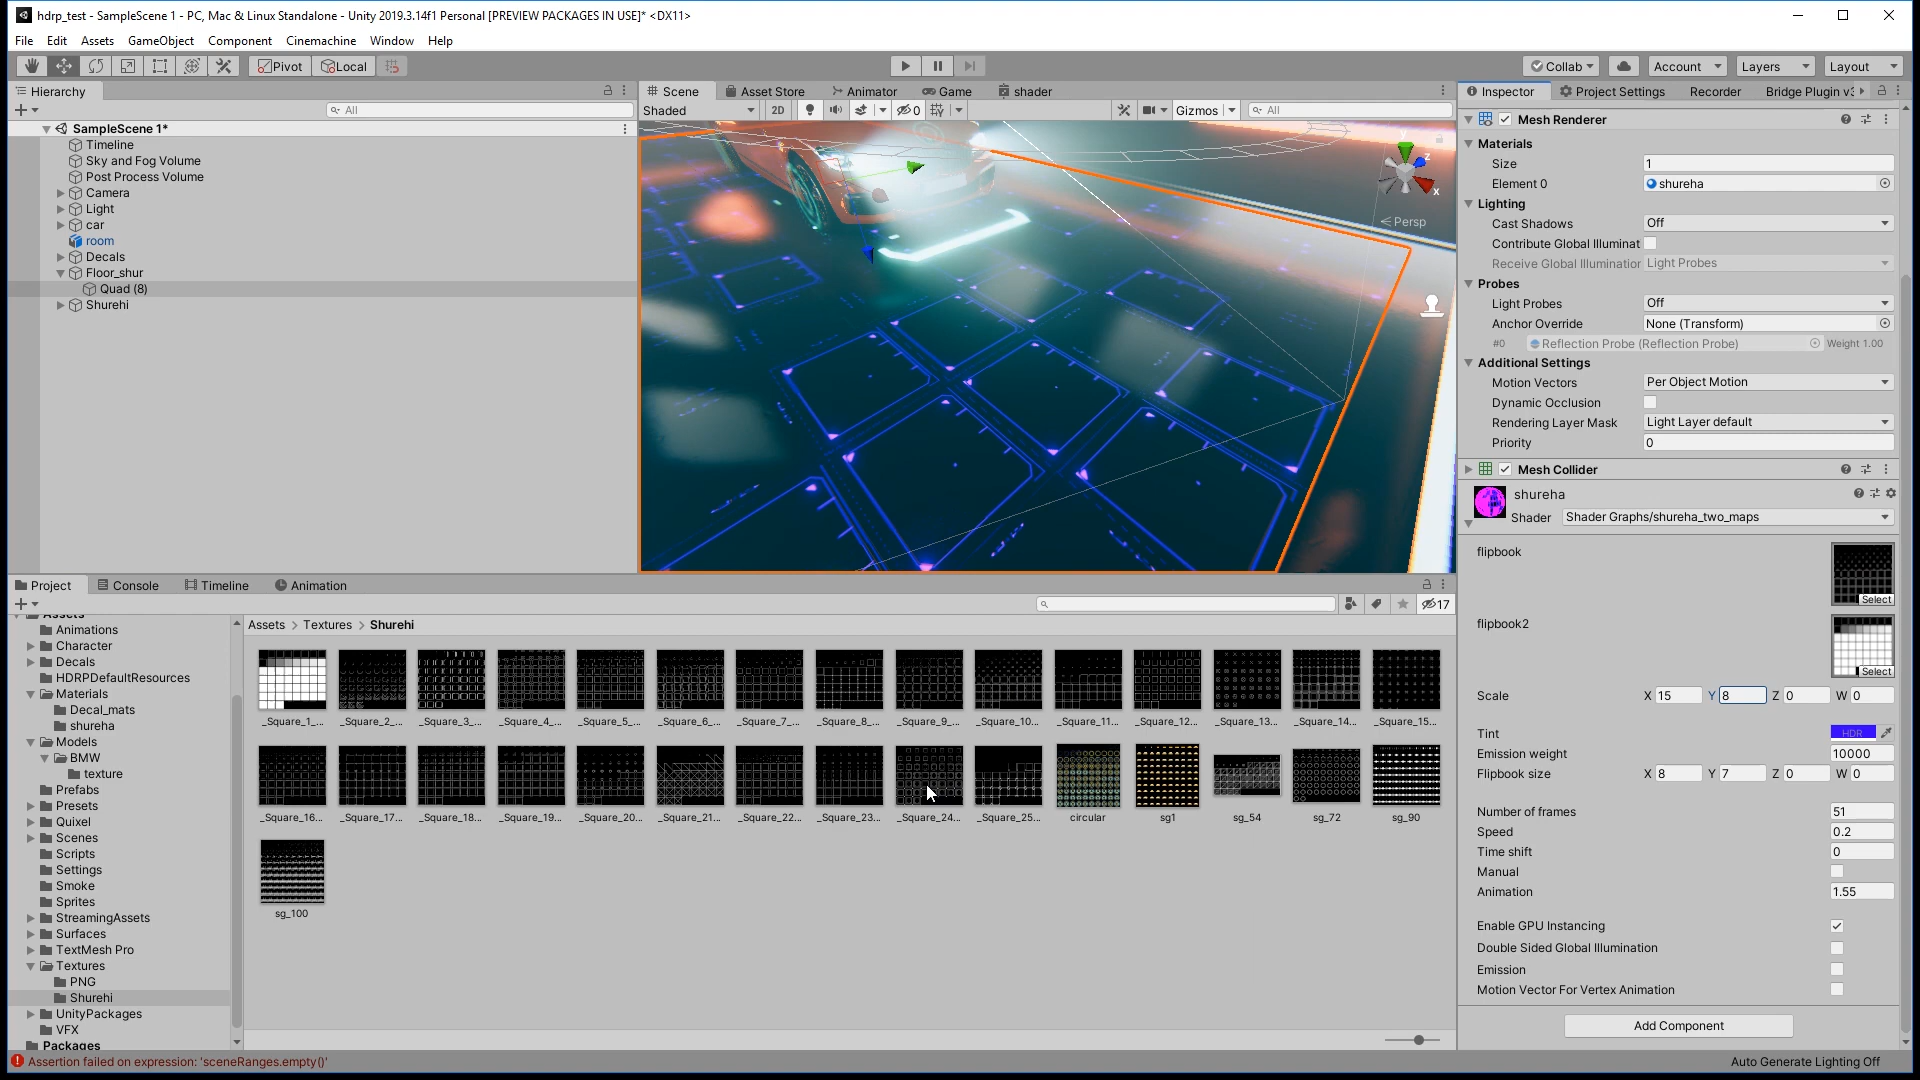 hdrp_test - SampleScene 1 - PC, Mac & Linux Standalone - Unity 2019.3.14f1 Personal [PREVIEW PACKAGES IN USE]* <DX11>
File Edit Assets GameObject Component Cinemachine Window Help
Pivot Local Collab Account Layers Layout
Hierarchy
All
SampleScene 1*
Timeline
Sky and Fog Volume
Post Process Volume
Camera
Light
car
room
Decals
Floor_shur
Quad (8)
Shurehi
Scene Asset Store Animator Game shader
Shaded 2D 0 Gizmos All
y
z
x
Persp
Inspector Project Settings Recorder Bridge Plugin v3
Mesh Renderer
Materials
Size 1
Element 0 shureha
Lighting
Cast Shadows Off
Contribute Global Illuminat
Receive Global Illumination Light Probes
Probes
Light Probes Off
Anchor Override None (Transform)
#0 Reflection Probe (Reflection Probe) Weight 1.00
Additional Settings
Motion Vectors Per Object Motion
Dynamic Occlusion
Rendering Layer Mask Light Layer default
Priority 0
Mesh Collider
shureha
Shader Shader Graphs/shureha_two_maps
flipbook
Select
flipbook2
Select
Scale X 15 Y 8 Z 0 W 0
Tint HDR
Emission weight 10000
Flipbook size X 8 Y 7 Z 0 W 0
Number of frames 51
Speed 0.2
Time shift 0
Manual
Animation 1.55
Enable GPU Instancing
Double Sided Global Illumination
Emission
Motion Vector For Vertex Animation
Add Component
Project Console Timeline Animation
17
Assets
Animations
Character
Decals
HDRPDefaultResources
Materials
Decal_mats
shureha
Models
BMW
texture
Prefabs
Presets
Quixel
Scenes
Scripts
Settings
Smoke
Sprites
StreamingAssets
Surfaces
TextMesh Pro
Textures
PNG
Shurehi
UnityPackages
VFX
Packages
Assets > Textures > Shurehi
_Square_1_... _Square_2_... _Square_3_... _Square_4_... _Square_5_... _Square_6_... _Square_7_... _Square_8_... _Square_9_... _Square_10... _Square_11... _Square_12... _Square_13... _Square_14... _Square_15...
_Square_16... _Square_17... _Square_18... _Square_19... _Square_20... _Square_21... _Square_22... _Square_23... _Square_24... _Square_25... circular sg1 sg_54 sg_72 sg_90
sg_100
Assertion failed on expression: 'sceneRanges.empty()'
Auto Generate Lighting Off